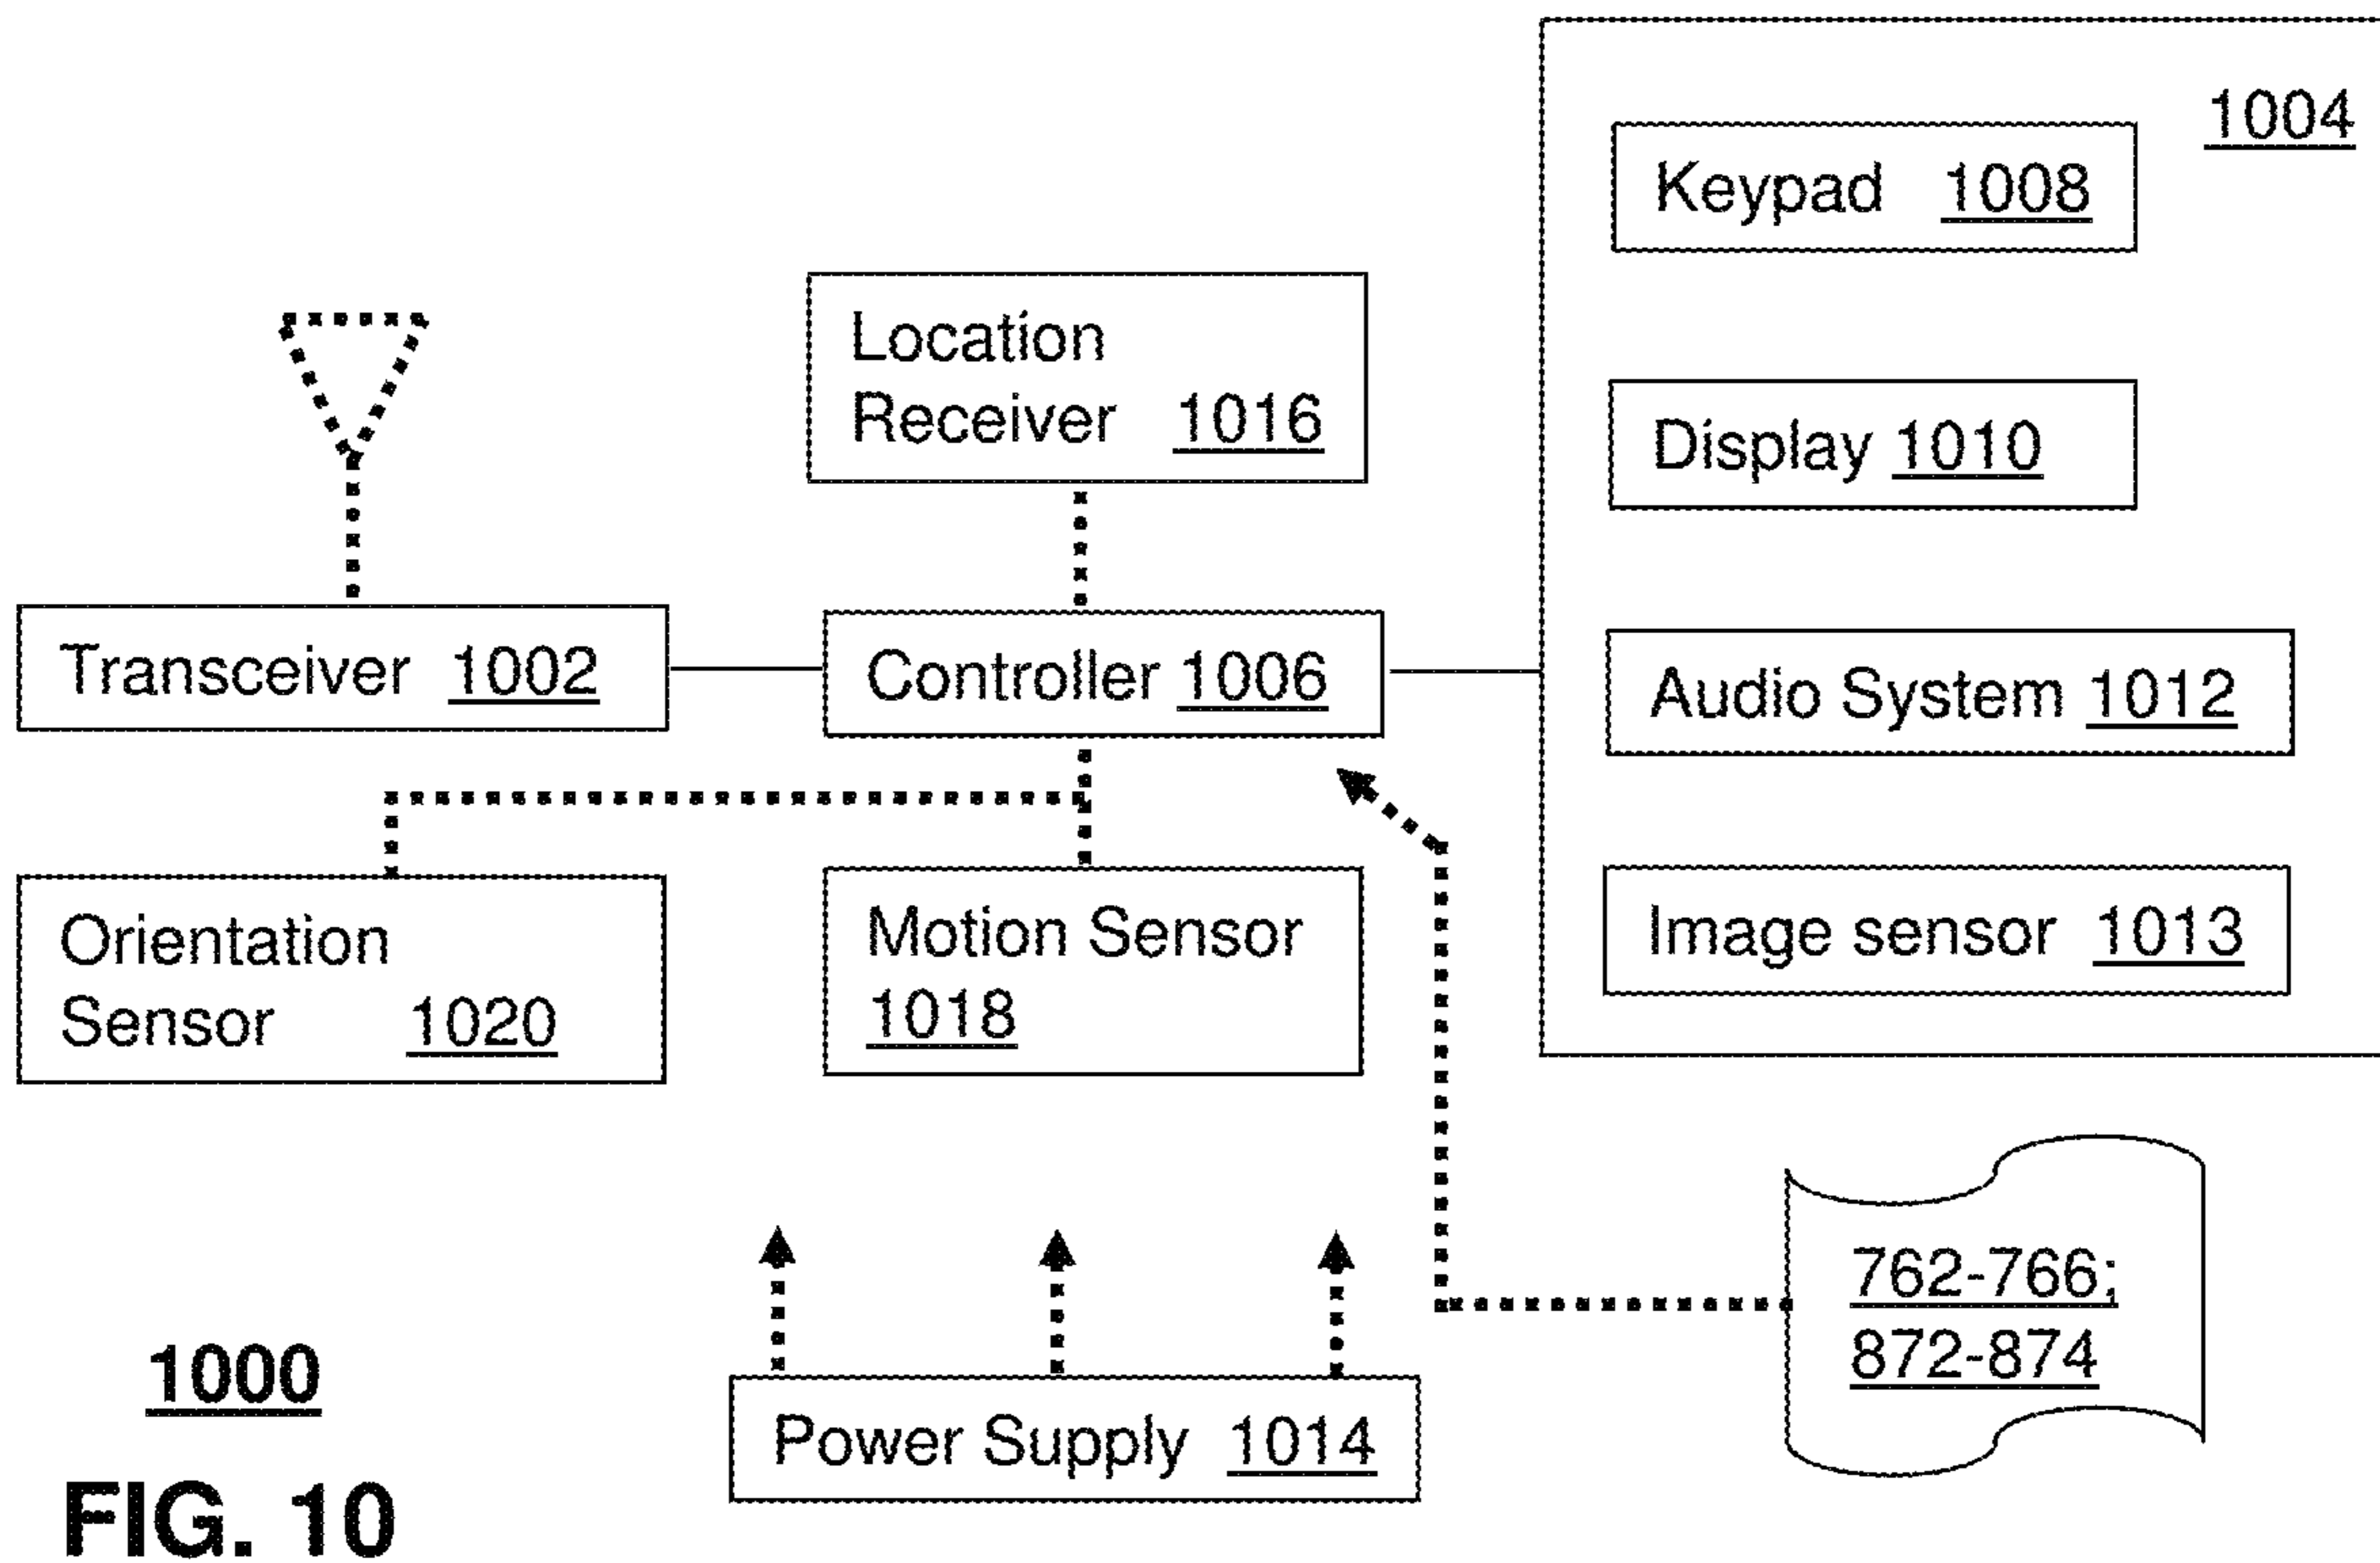 1004
Keypad 1008
Location
Receiver 1016
Display 1010
Transceiver 1002
Controller 1006
Audio System 1012
Orientation
Sensor 1020
Motion Sensor
1018
Image sensor 1013
762-766;
872-874
1000
Power Supply 1014
FIG. 10